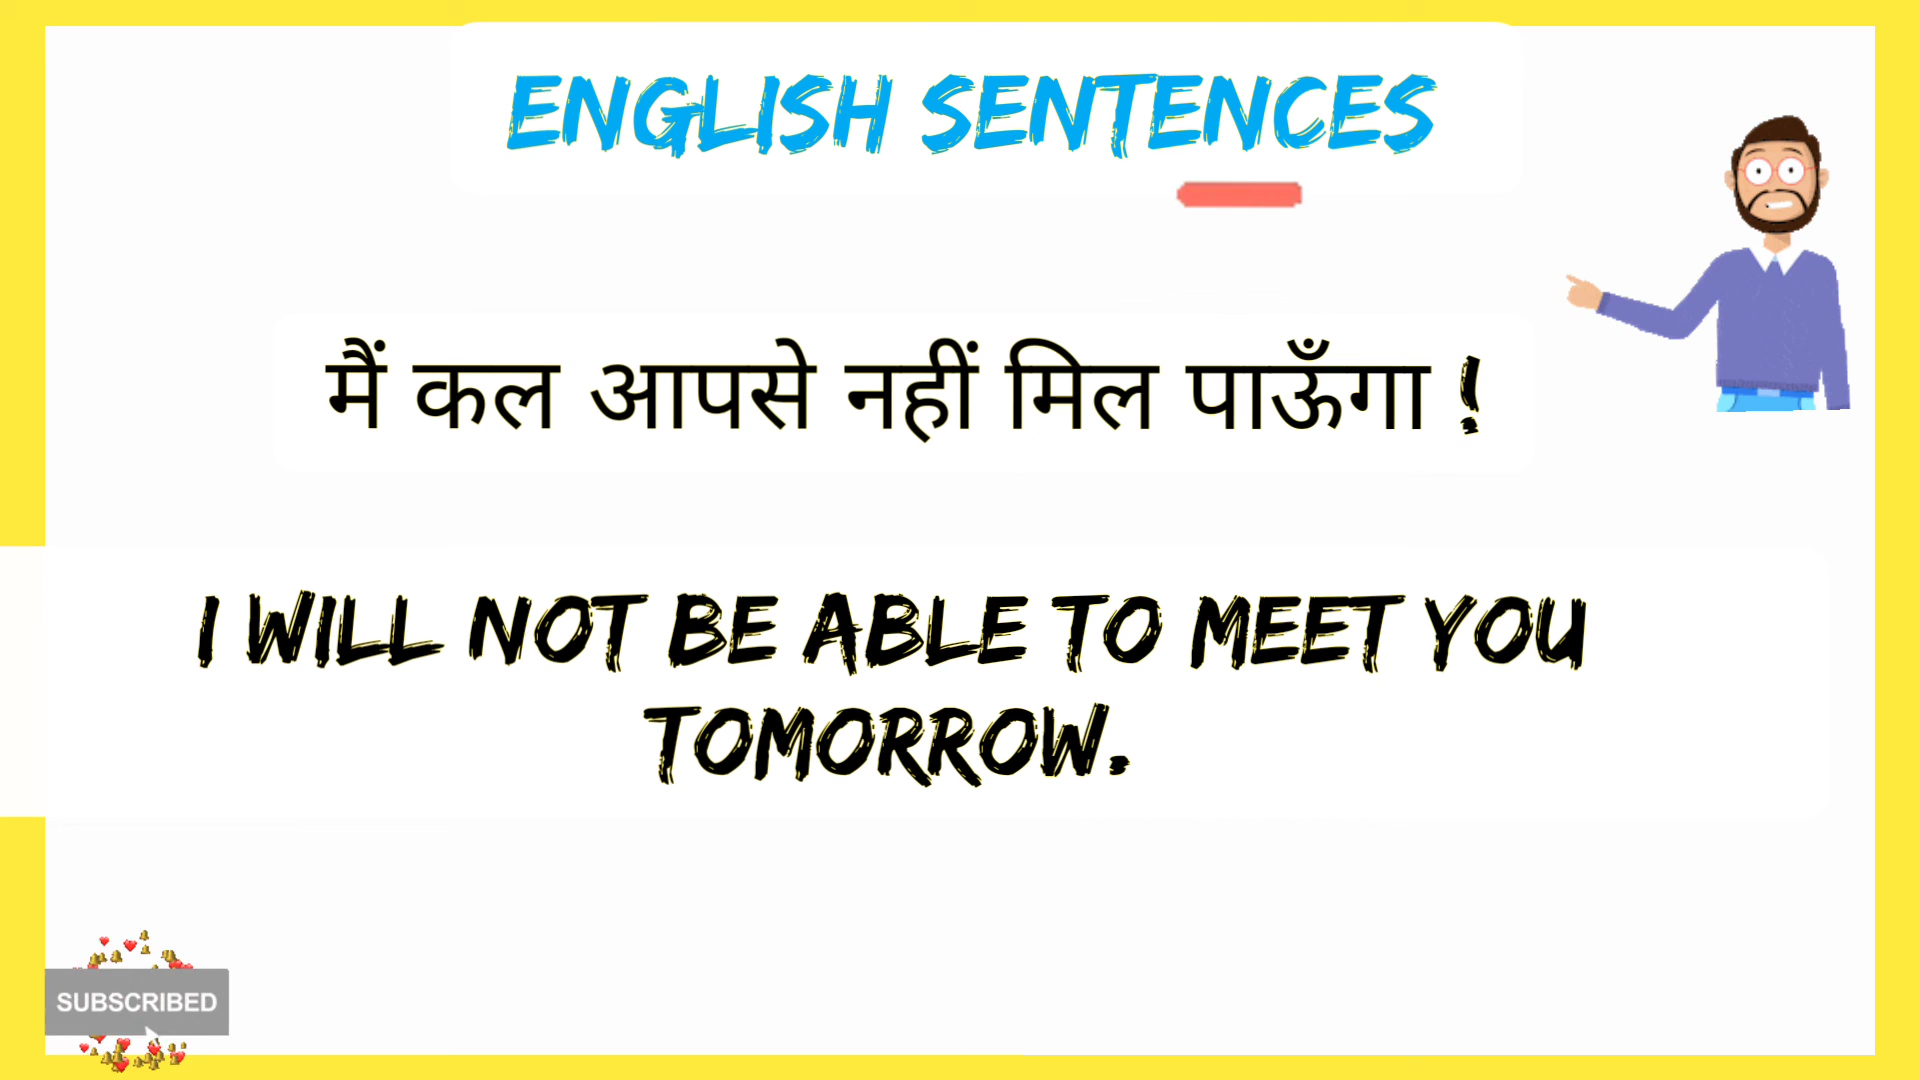 ENGLISH SENTENCES
मैं कल आपसे नहीं मिल पाऊँगा !
I WILL NOT BE ABLE TO MEET YOU
TOMORROW.
SUBSCRIBED